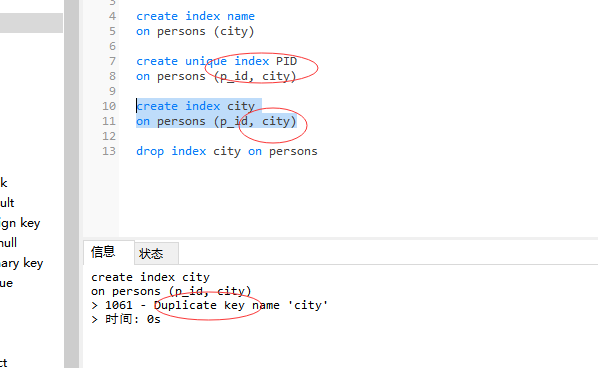 4 create index name
5 on persons (city)
6
7 create unique index PID
8 on persons (p_id, city)
9
10 create index city
11 on persons (p_id, city)
12
13 drop index city on persons
k
ult
ign key
null
ary key
ue
ct
信息
状态
create index city
on persons (p_id, city)
> 1061 - Duplicate key name 'city'
> 时间: 0s